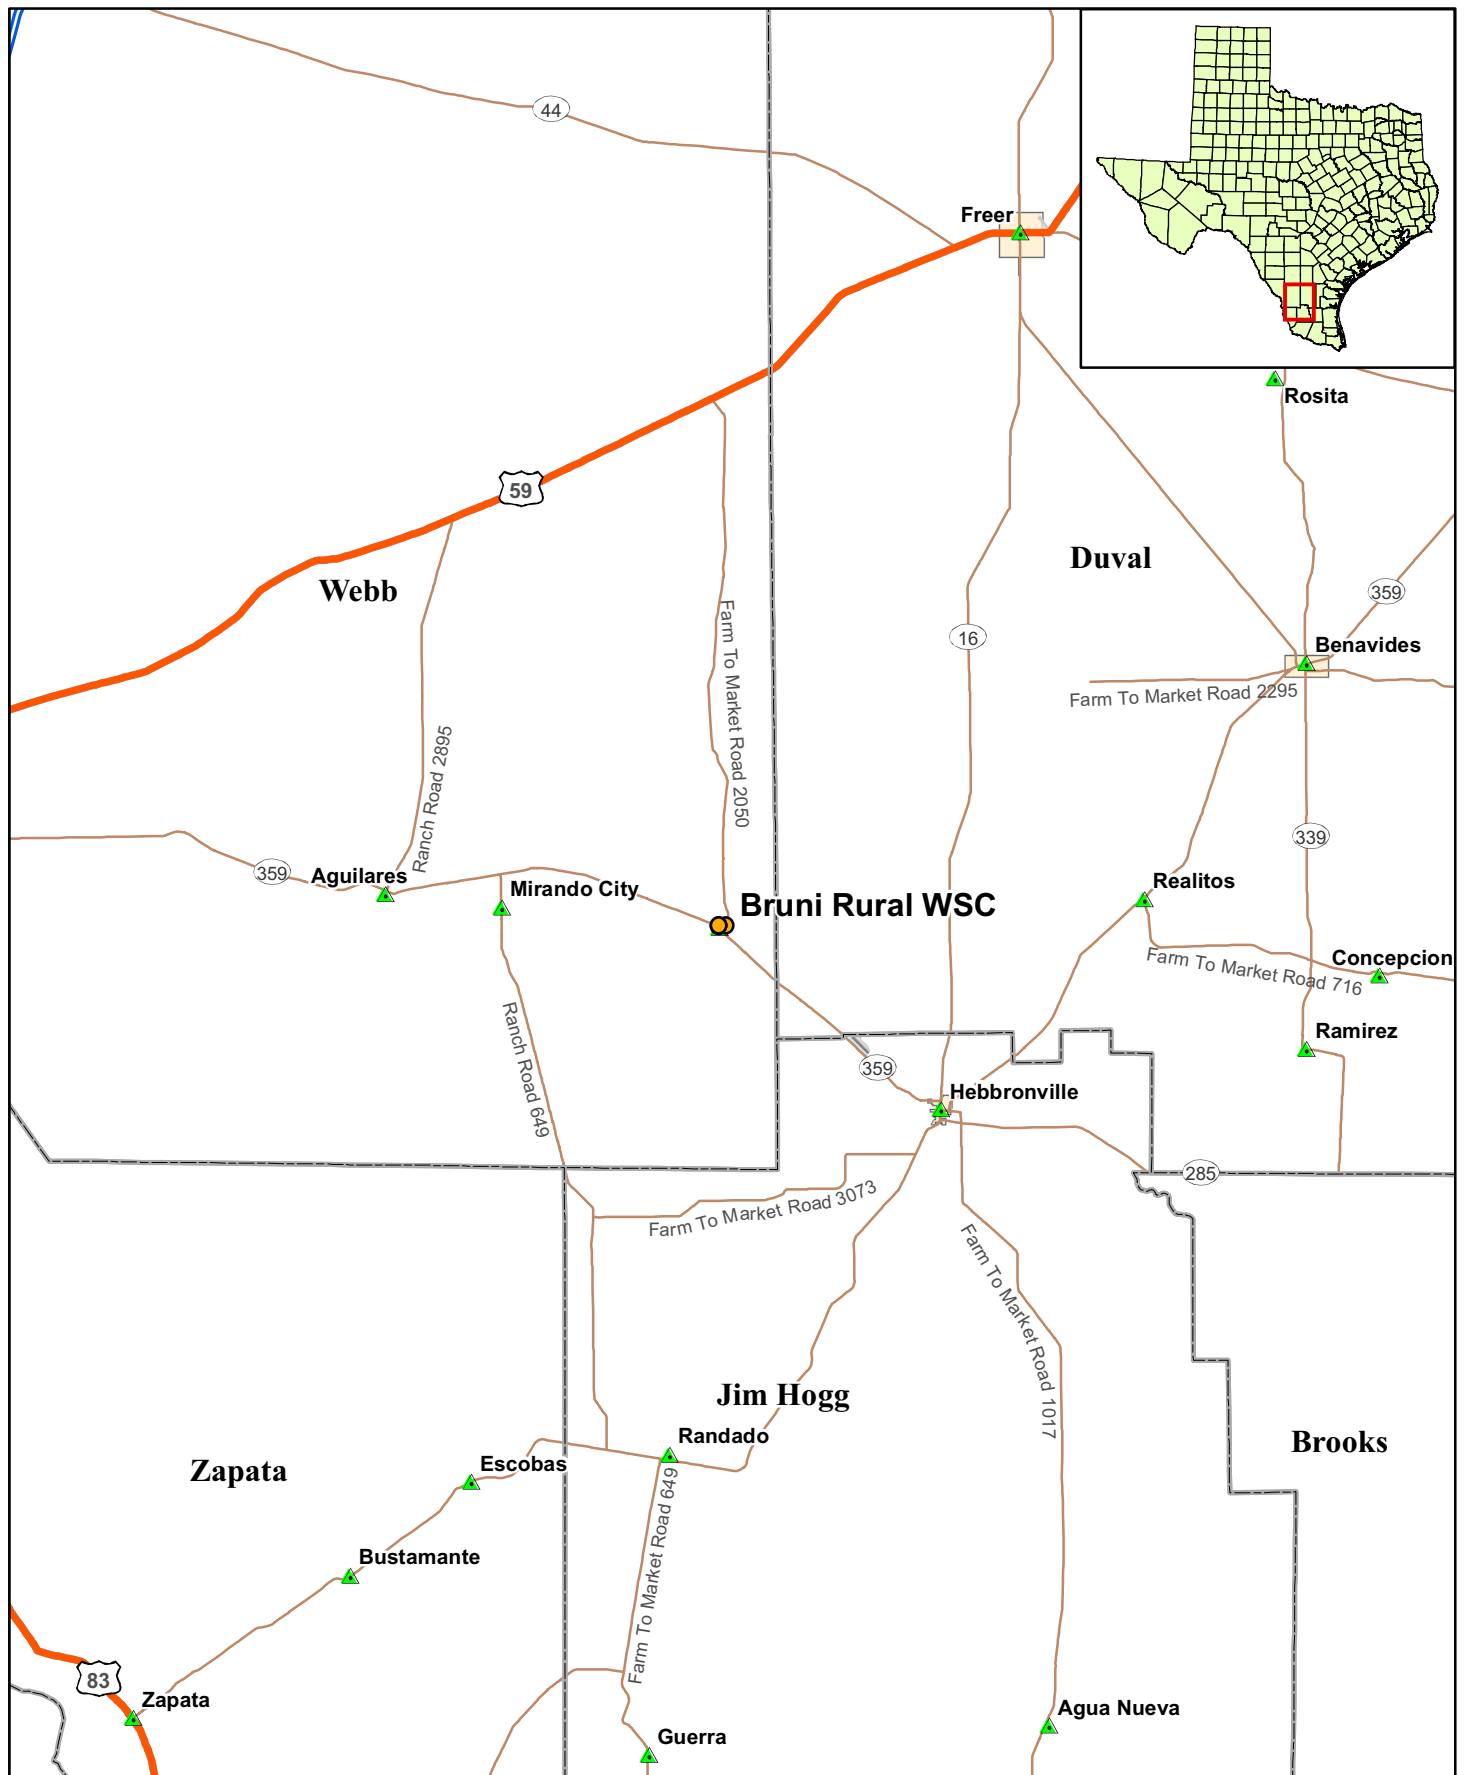 44
Freer
Rosita
59
Duval
Webb
359
Farm To Market Road 2050
16
Benavides
Farm To Market Road 2295
Ranch Road 2895
339
359
Aguilares
Mirando City
Realitos
Bruni Rural WSC
Concepcion
Farm To Market Road 716
Ranch Road 649
Ramirez
359
Hebbronville
285
Farm To Market Road 3073
Farm To Market Road 1017
Jim Hogg
Randado
Brooks
Escobas
Zapata
Farm To Market Road 649
Bustamante
83
Zapata
Agua Nueva
Guerra